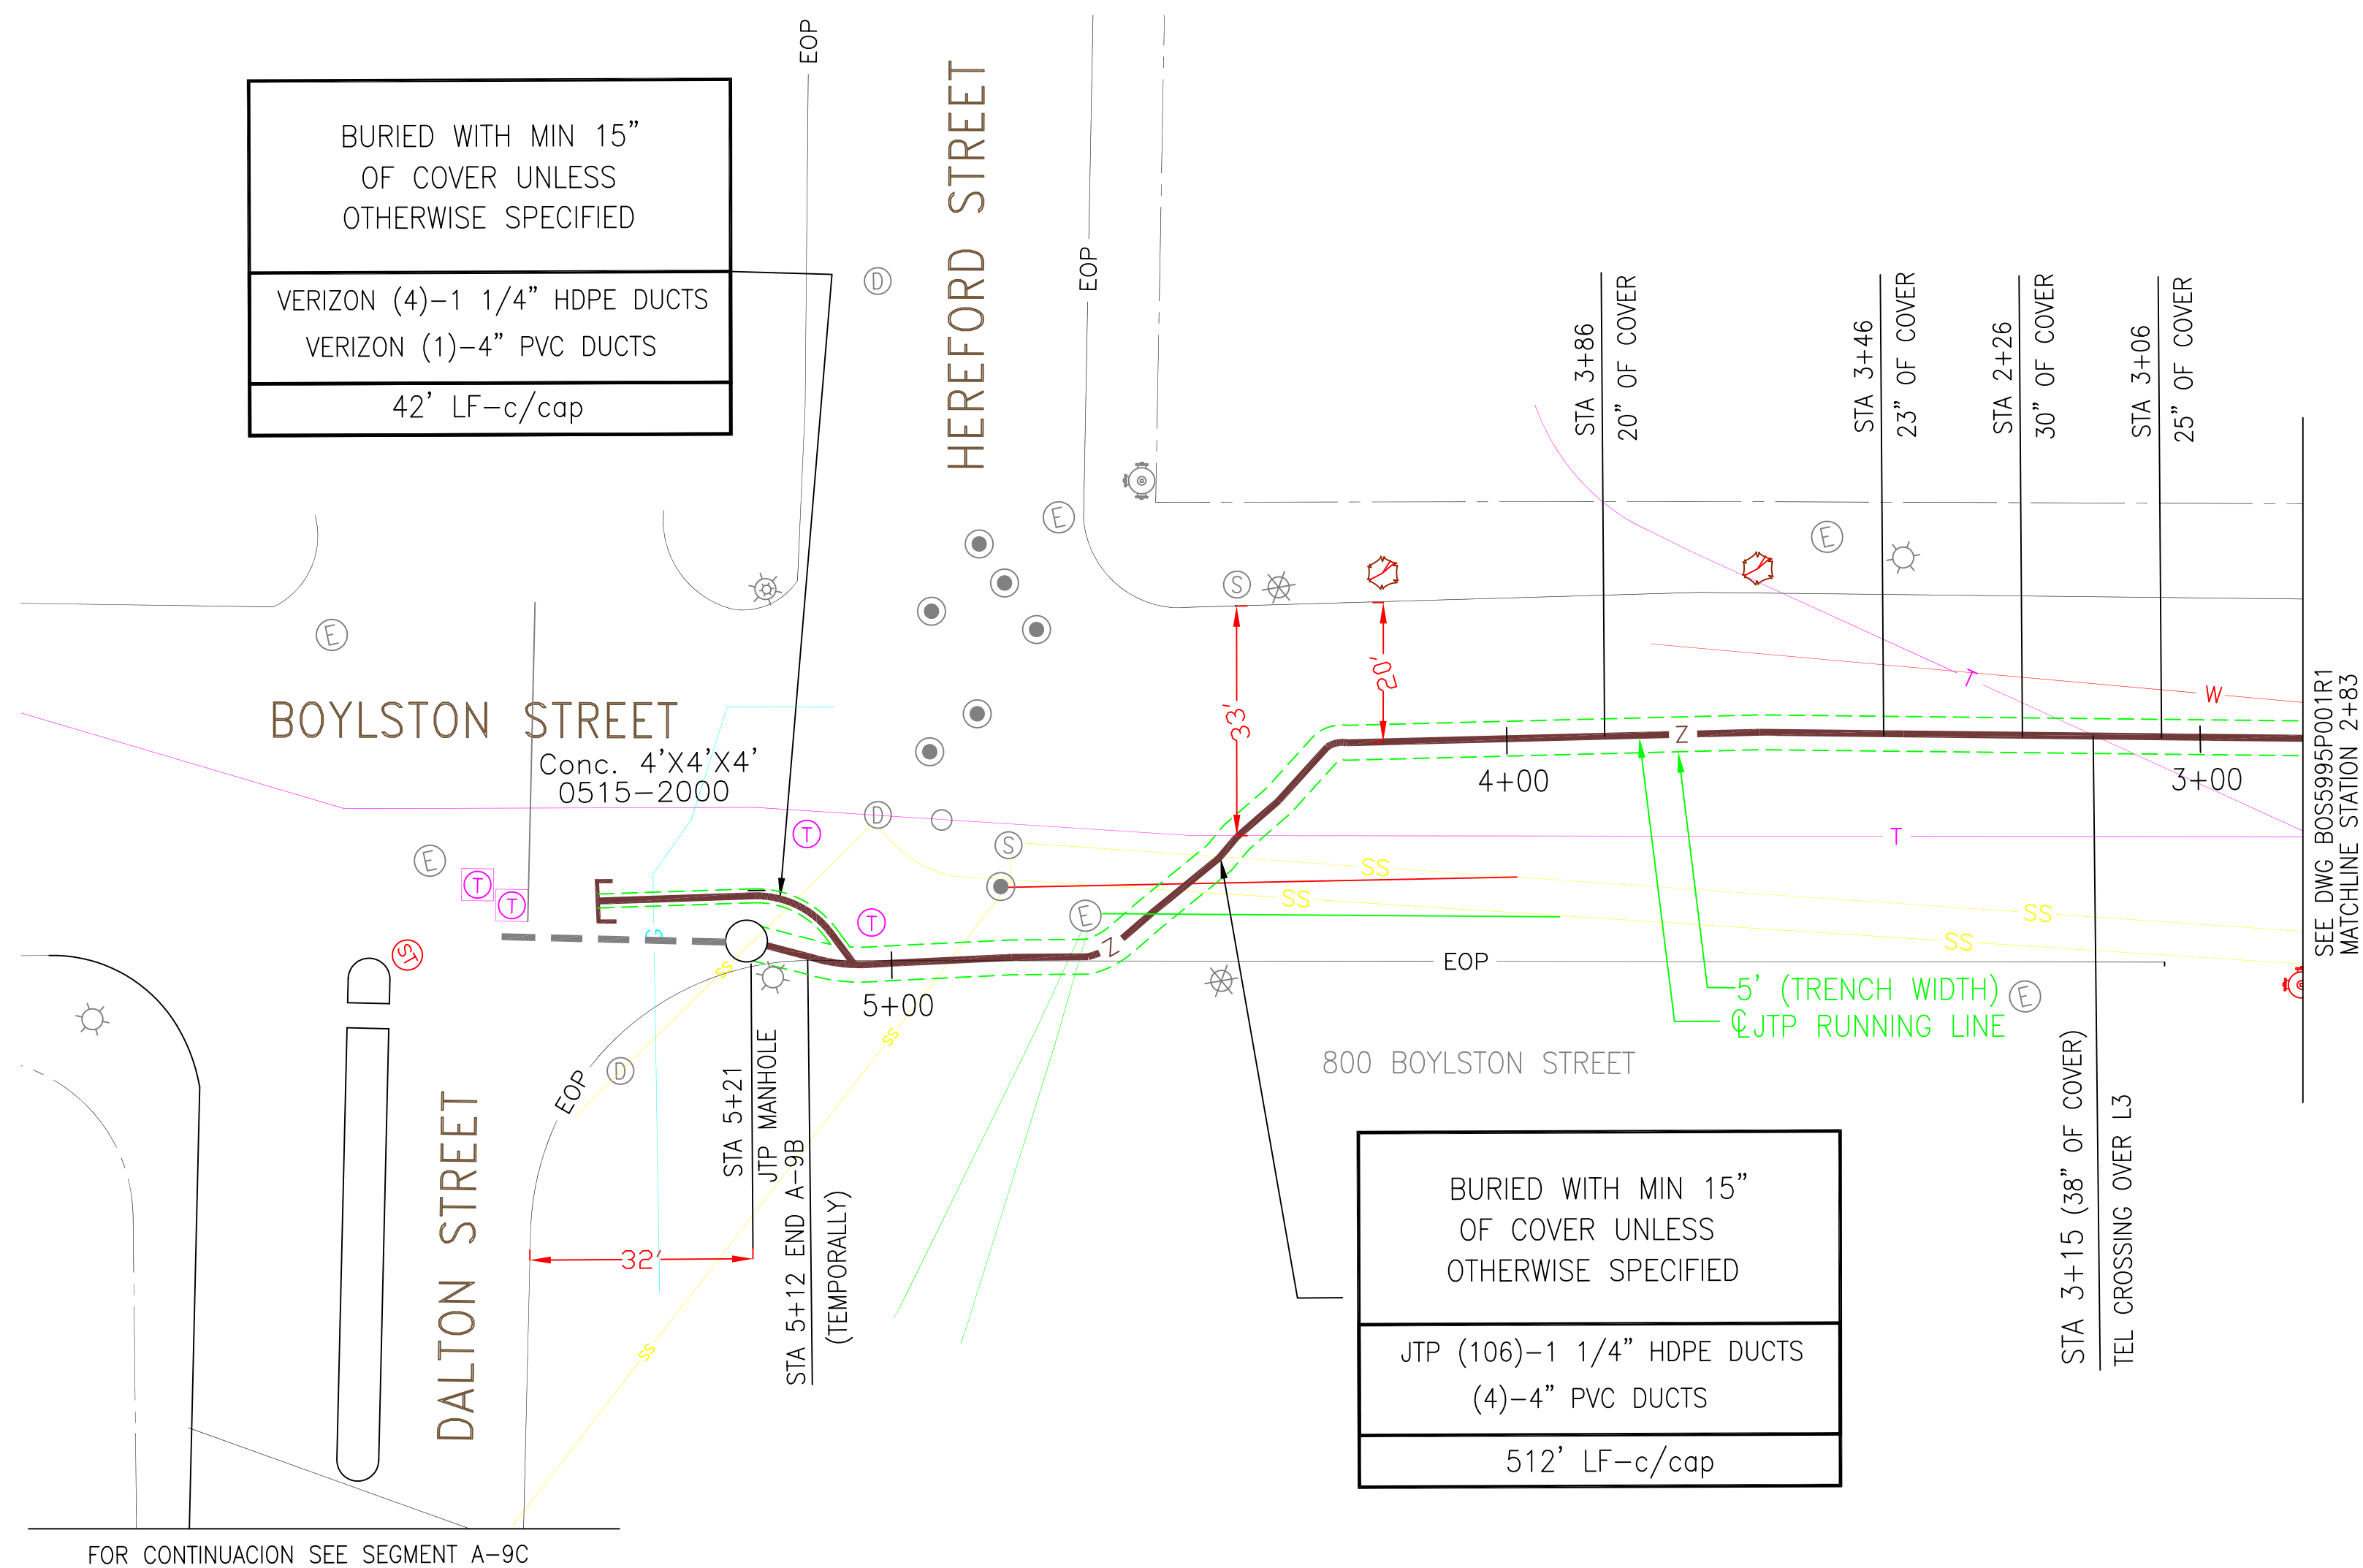 EOP
HEREFORD STREET
EOP
BURIED WITH MIN 15"
OF COVER UNLESS
OTHERWISE SPECIFIED
VERIZON (4)-1 1/4" HDPE DUCTS
VERIZON (1)-4" PVC DUCTS
42' LF-c/cap
D
E
S
E
E
STA 3+86
20" OF COVER
STA 3+46
23" OF COVER
STA 2+26
30" OF COVER
STA 3+06
25" OF COVER
BOYLSTON STREET
Conc. 4'X4'X4'
0515-2000
33'
20'
T
W
Z
4+00
3+00
SEE DWG BOS5995P001R1
MATCHLINE STATION 2+83
T
D
S
T
E
T
T
T
E
SS
SS
SS
SS
Z
G
ST
EOP
5+00
SS
SS
5' (TRENCH WIDTH)
℄ JTP RUNNING LINE
E
800 BOYLSTON STREET
D
EOP
STA 5+21
JTP MANHOLE
STA 5+12 END A-9B
(TEMPORALLY)
32'
SS
DALTON STREET
STA 3+15 (38" OF COVER)
TEL CROSSING OVER L3
BURIED WITH MIN 15"
OF COVER UNLESS
OTHERWISE SPECIFIED
JTP (106)-1 1/4" HDPE DUCTS
(4)-4" PVC DUCTS
512' LF-c/cap
FOR CONTINUACION SEE SEGMENT A-9C